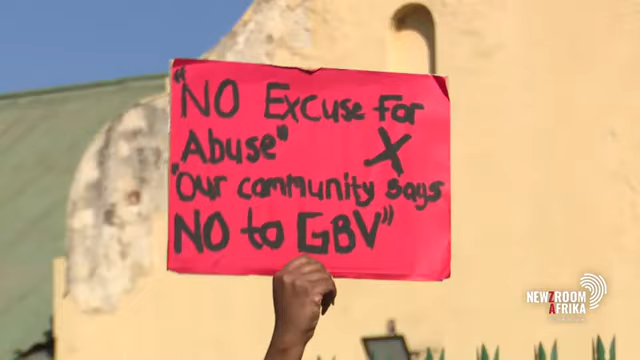 "NO Excuse for
Abuse" X
"Our community says
NO to GBV"
NEWZROOM
AFRIKA